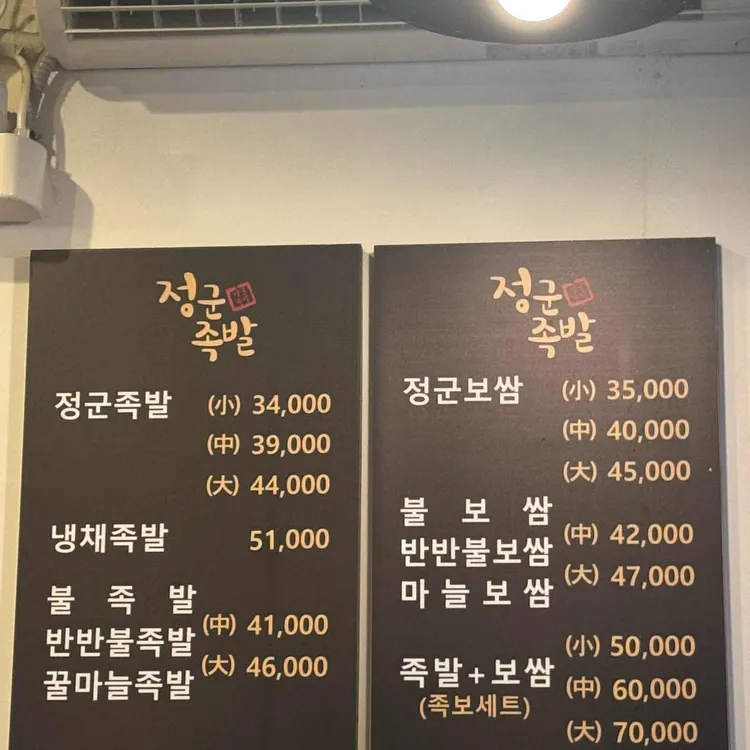 정군
족발
정군족발 (小) 34,000
(中) 39,000
(大) 44,000
냉채족발 51,000
불 족 발
반반불족발 (中) 41,000
꿀마늘족발 (大) 46,000
정군
족발
정군보쌈 (小) 35,000
(中) 40,000
(大) 45,000
불 보 쌈
반반불보쌈 (中) 42,000
마늘보쌈 (大) 47,000
(小) 50,000
족발+보쌈 (中) 60,000
(족보세트)
(大) 70,000